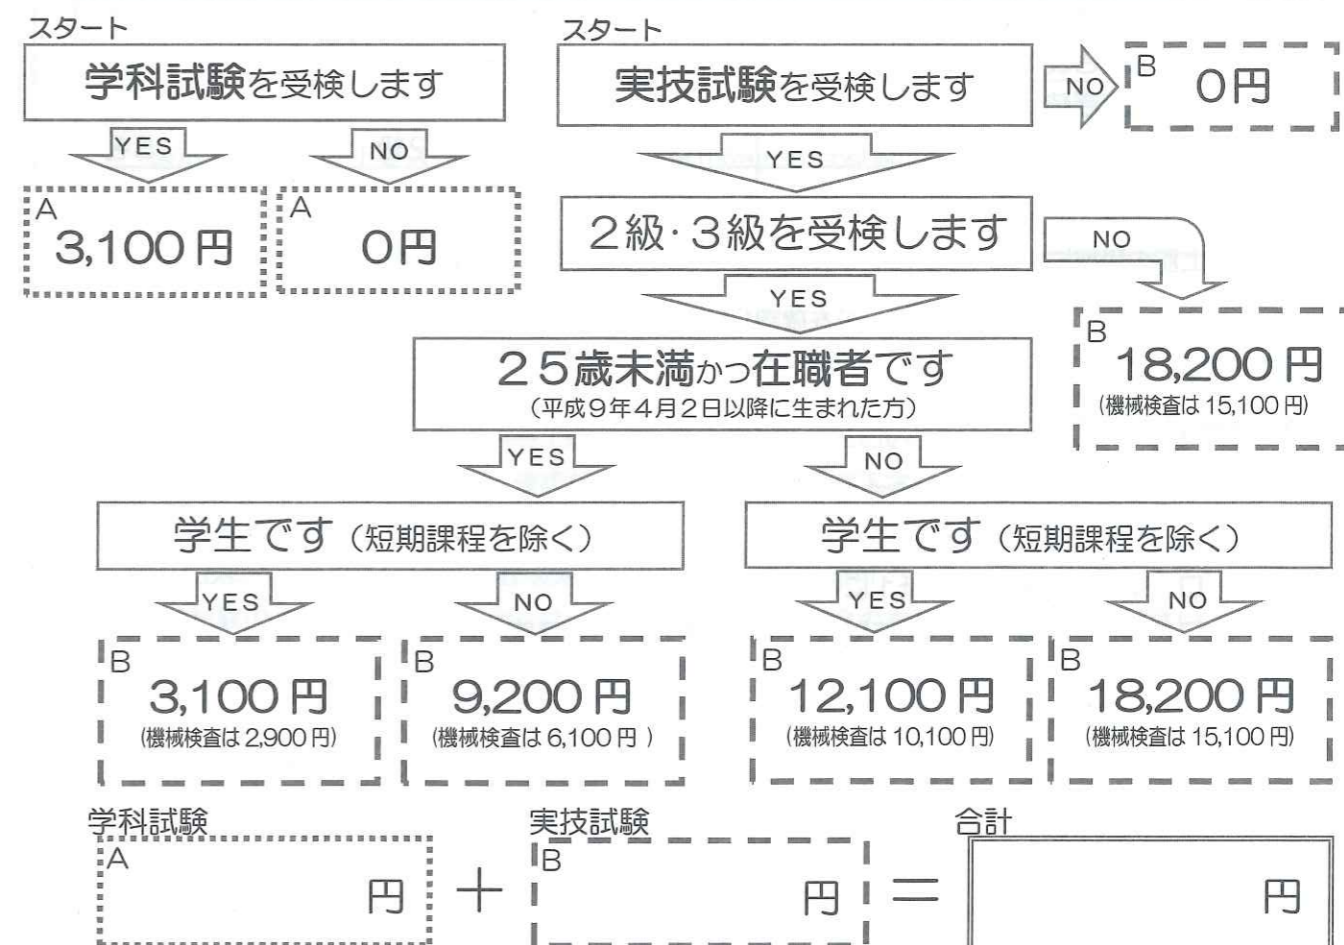 スタート
学科試験を受検します
YES
NO
A
3,100円
A
0円
スタート
実技試験を受検します
NO
B
0円
YES
2級・3級を受検します
NO
B
18,200円
(機械検査は15,100円)
YES
25歳未満かつ在職者です
(平成9年4月2日以降に生まれた方)
YES
NO
学生です(短期課程を除く)
YES
NO
B
3,100円
(機械検査は2,900円)
B
9,200円
(機械検査は6,100円)
学生です(短期課程を除く)
YES
NO
B
12,100円
(機械検査は10,100円)
B
18,200円
(機械検査は15,100円)
学科試験
A
円
+
実技試験
B
円
=
合計
円